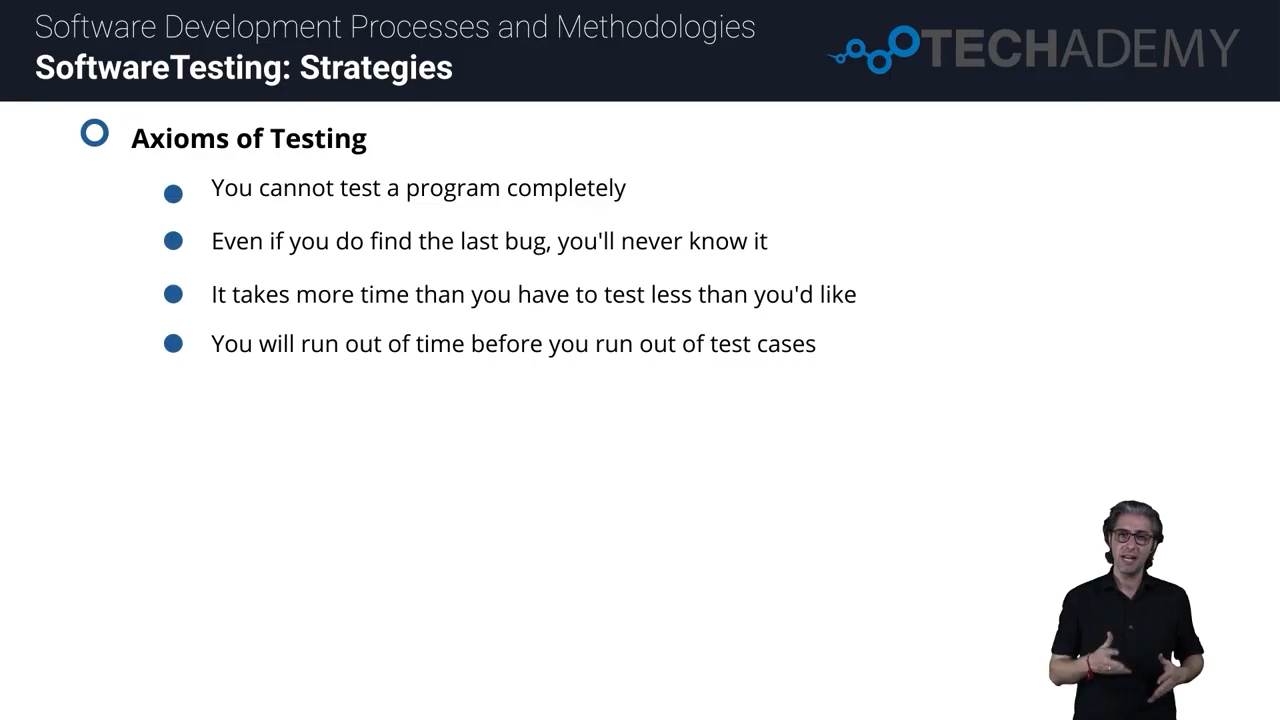 Software Development Processes and Methodologies
SoftwareTesting: Strategies
TECHADEMY
Axioms of Testing
You cannot test a program completely
Even if you do find the last bug, you'll never know it
It takes more time than you have to test less than you'd like
You will run out of time before you run out of test cases